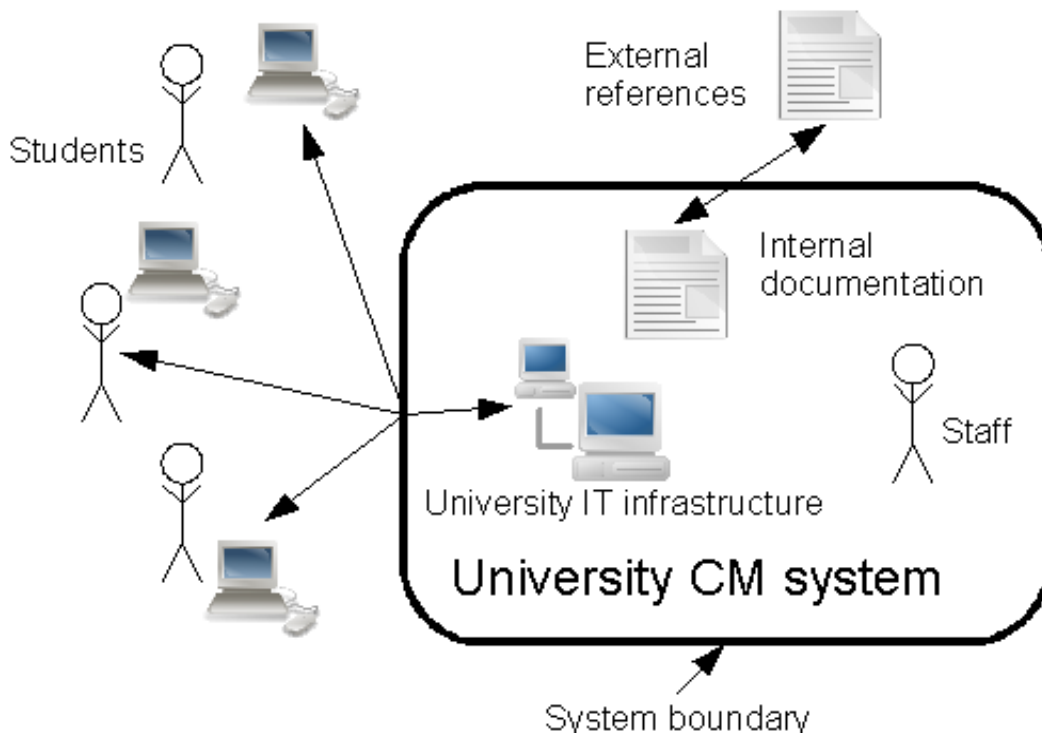 External
references
Students
Internal
documentation
Staff
University IT infrastructure
University CM system
System boundary